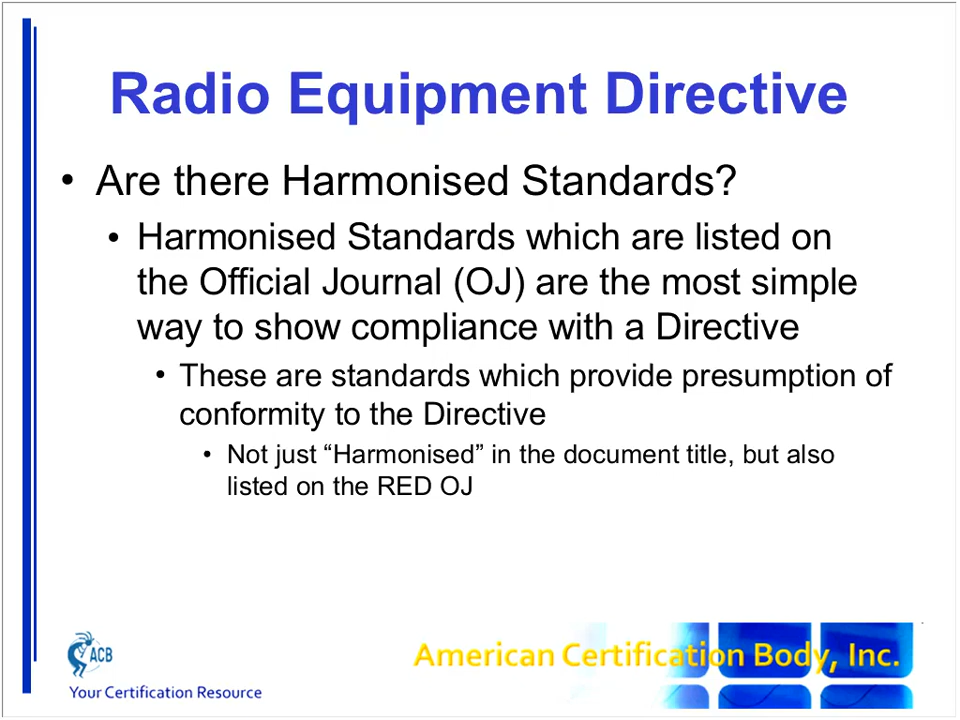 Radio Equipment Directive
• Are there Harmonised Standards?
• Harmonised Standards which are listed on
the Official Journal (OJ) are the most simple
way to show compliance with a Directive
• These are standards which provide presumption of
conformity to the Directive
• Not just “Harmonised” in the document title, but also
listed on the RED OJ
ACB
American Certification Body, Inc.
Your Certification Resource